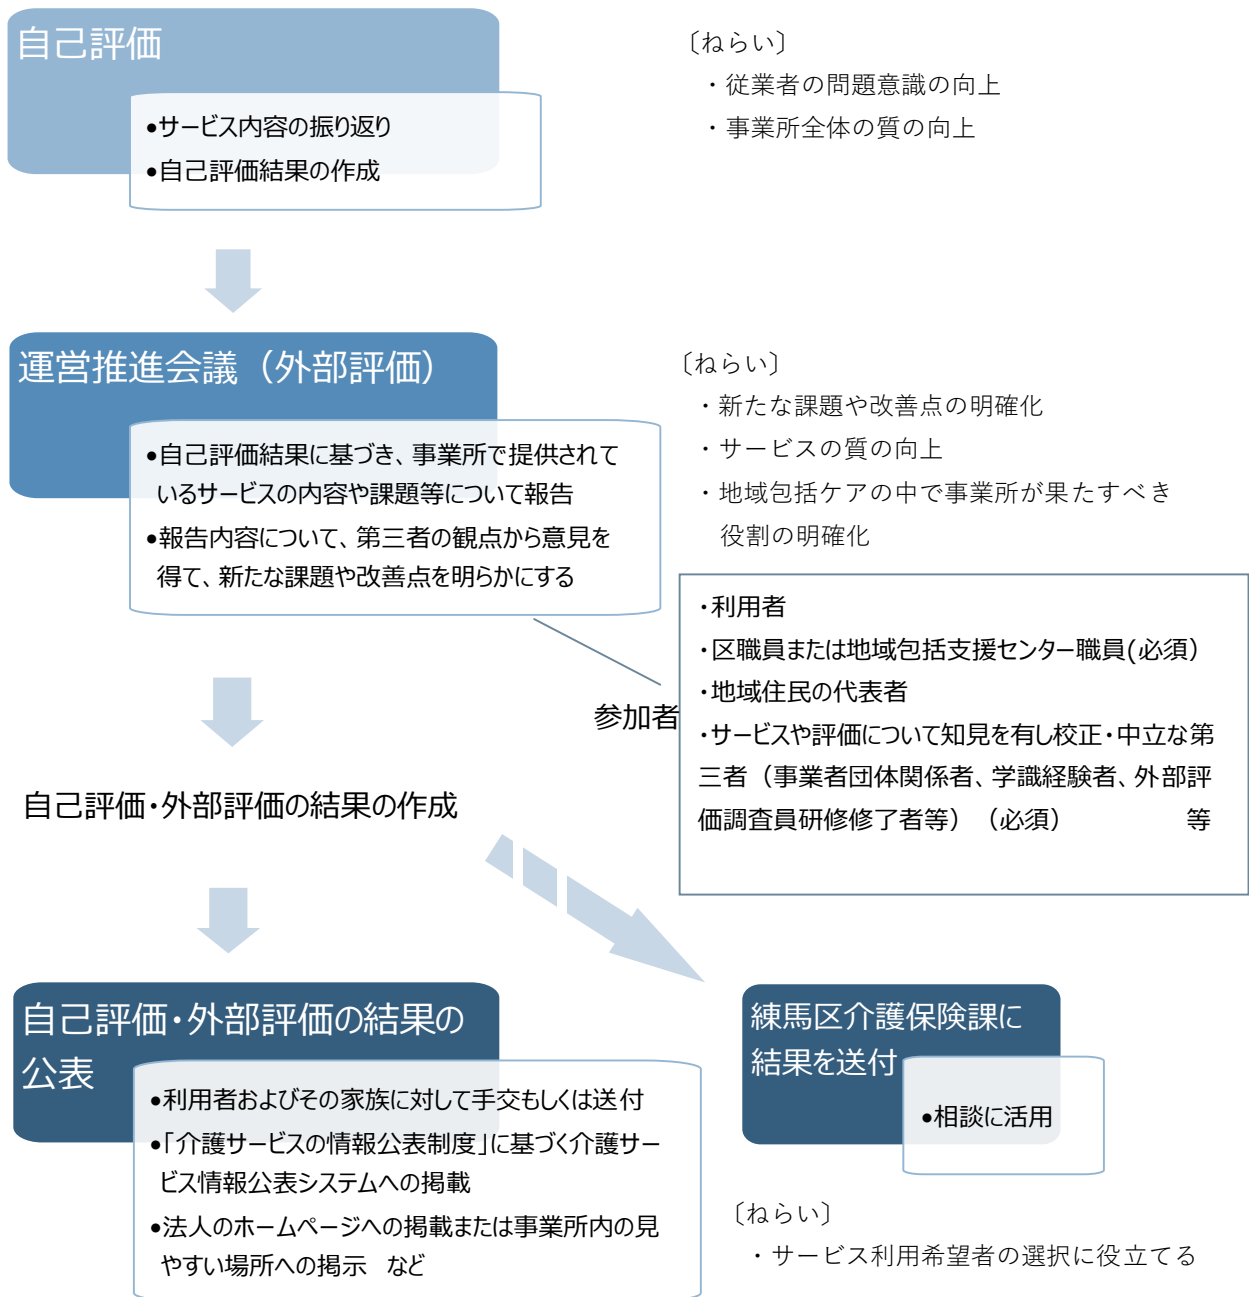 自己評価
•サービス内容の振り返り
•自己評価結果の作成
〔ねらい〕
・従業者の問題意識の向上
・事業所全体の質の向上
運営推進会議（外部評価）
•自己評価結果に基づき、事業所で提供されて
いるサービスの内容や課題等について報告
•報告内容について、第三者の観点から意見を
得て、新たな課題や改善点を明らかにする
〔ねらい〕
・新たな課題や改善点の明確化
・サービスの質の向上
・地域包括ケアの中で事業所が果たすべき
役割の明確化
参加者
・利用者
・区職員または地域包括支援センター職員(必須）
・地域住民の代表者
・サービスや評価について知見を有し校正・中立な第
三者（事業者団体関係者、学識経験者、外部評
価調査員研修修了者等）（必須）　等
自己評価・外部評価の結果の作成
自己評価・外部評価の結果の
公表
•利用者およびその家族に対して手交もしくは送付
•「介護サービスの情報公表制度」に基づく介護サー
ビス情報公表システムへの掲載
•法人のホームページへの掲載または事業所内の見
やすい場所への掲示　など
練馬区介護保険課に
結果を送付
•相談に活用
〔ねらい〕
・サービス利用希望者の選択に役立てる